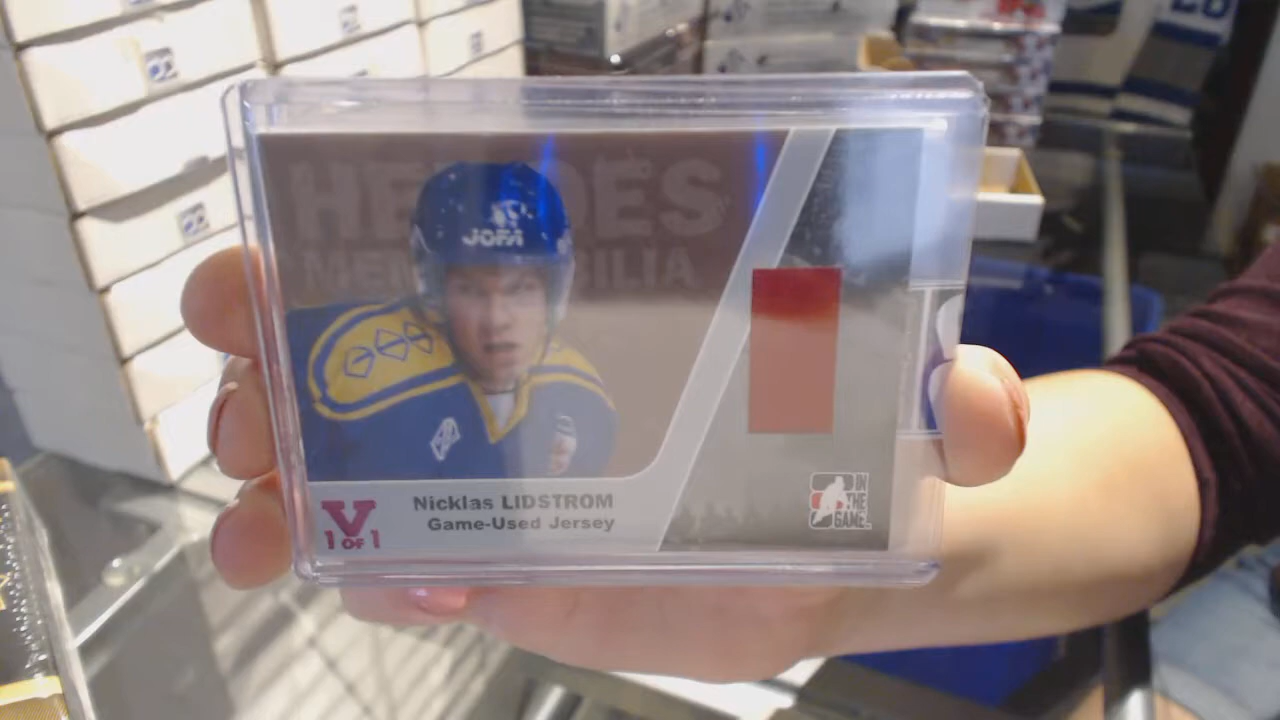 HEROES
MEMORABILIA
JOFA
Nicklas LIDSTROM
Game-Used Jersey
V
1 OF 1
IN
THE
GAME